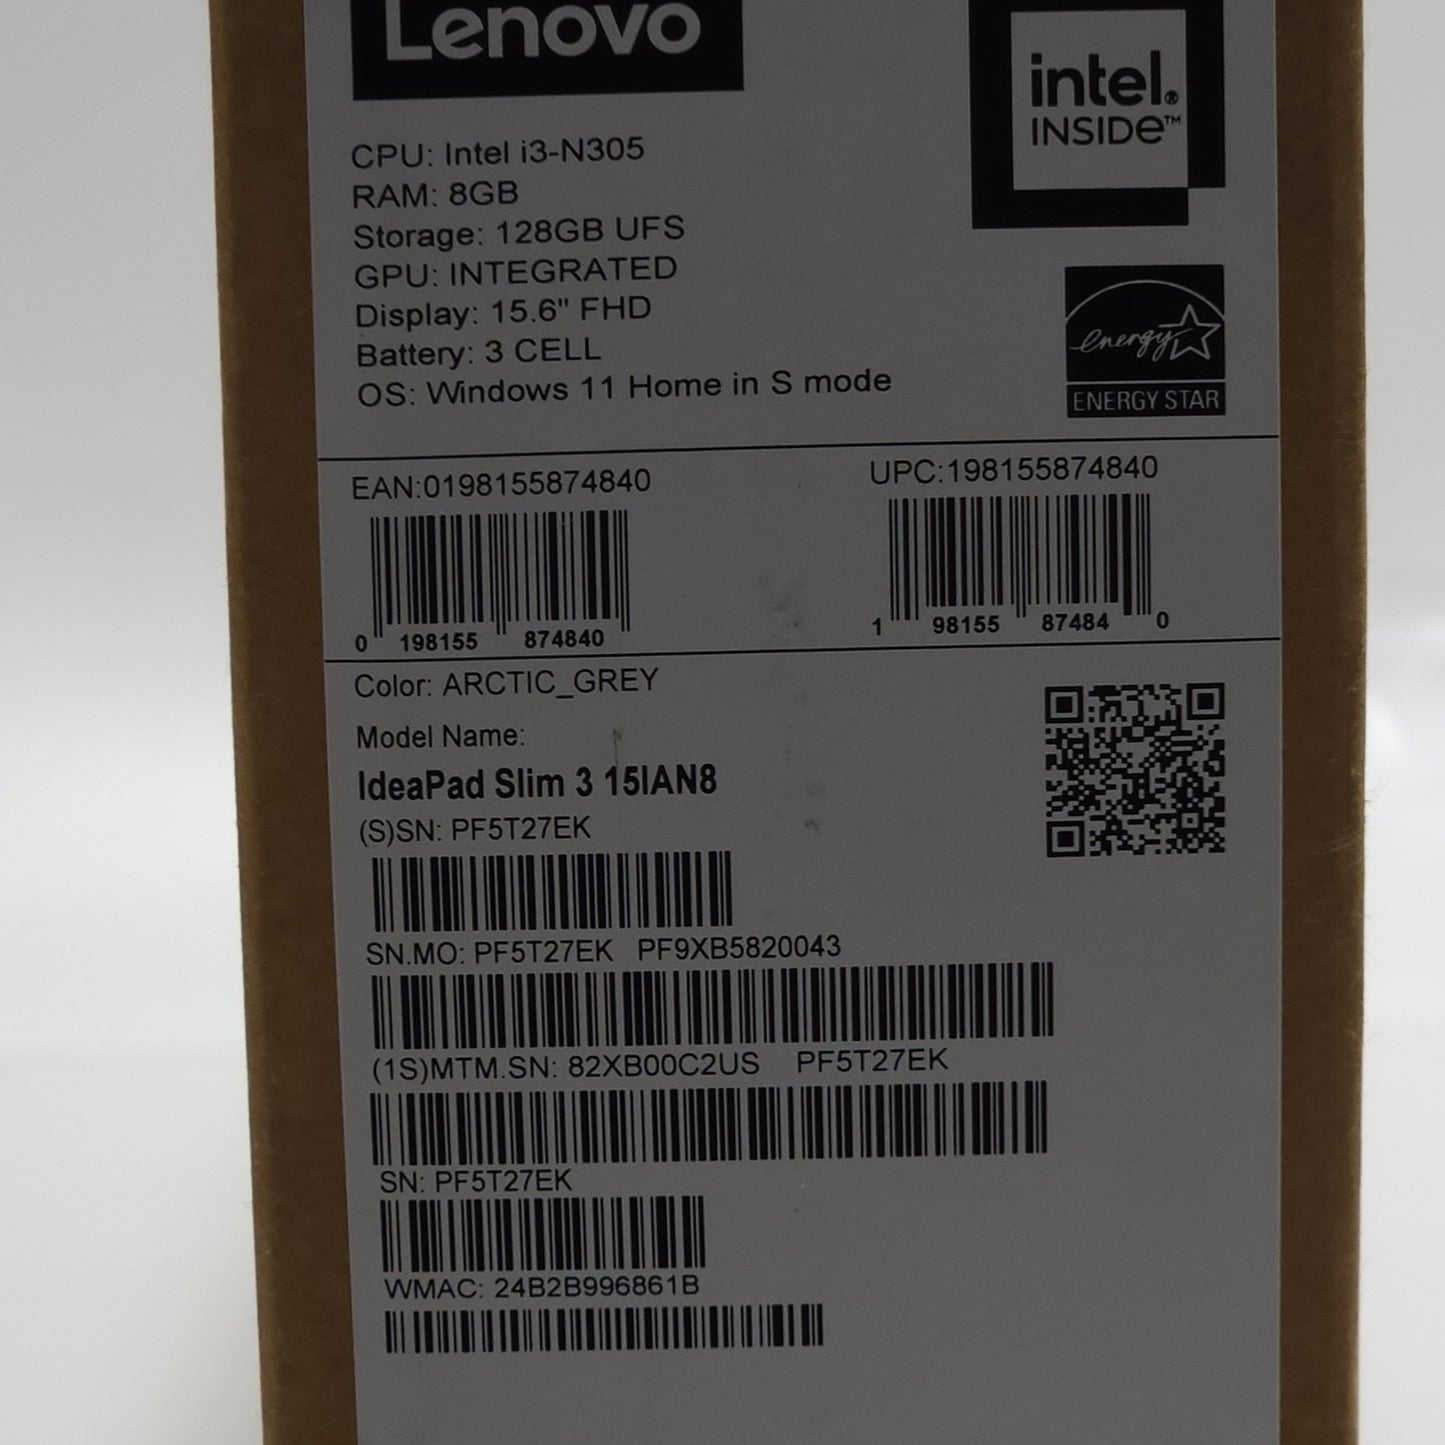 Lenovo
intel®
INSIDE™
CPU: Intel i3-N305
RAM: 8GB
Storage: 128GB UFS
GPU: INTEGRATED
Display: 15.6" FHD
Battery: 3 CELL
OS: Windows 11 Home in S mode
energy
ENERGY STAR
EAN:0198155874840
UPC:198155874840
0 198155 874840
1 98155 87484 0
Color: ARCTIC_GREY
Model Name:
IdeaPad Slim 3 15IAN8
(S)SN: PF5T27EK
SN.MO: PF5T27EK PF9XB5820043
(1S)MTM.SN: 82XB00C2US PF5T27EK
SN: PF5T27EK
WMAC: 24B2B996861B